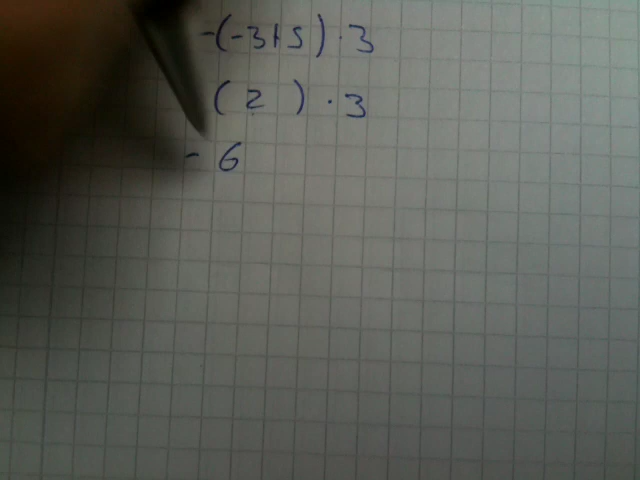 -(-3+5) · 3
(2) · 3
- 6